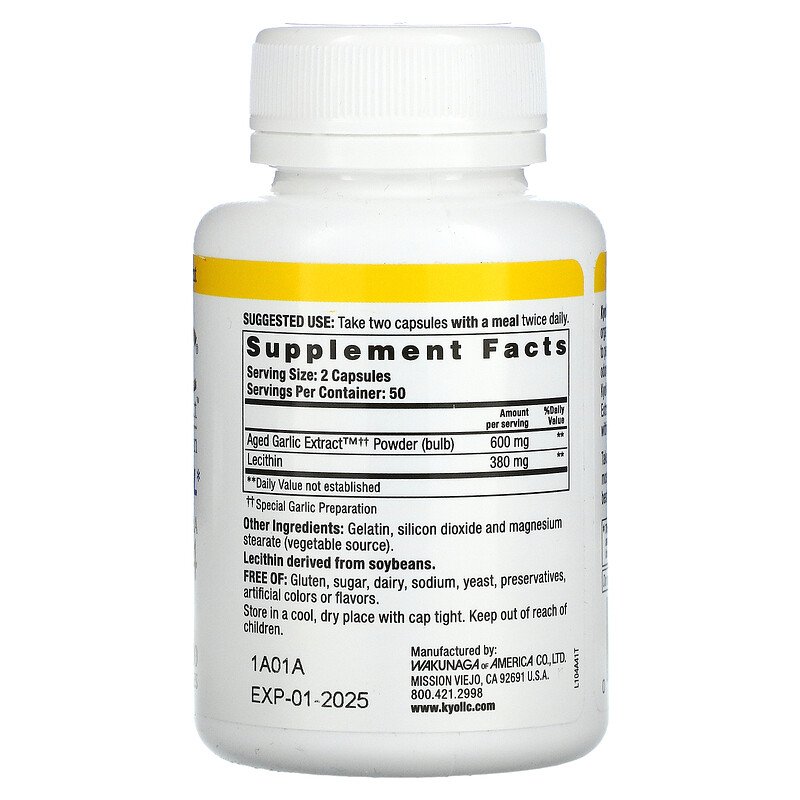 SUGGESTED USE: Take two capsules with a meal twice daily.
Supplement Facts
Serving Size: 2 Capsules
Servings Per Container: 50
Amount per serving %Daily Value
Aged Garlic Extract™†† Powder (bulb) 600 mg **
Lecithin 380 mg **
**Daily Value not established
††Special Garlic Preparation
Other Ingredients: Gelatin, silicon dioxide and magnesium
stearate (vegetable source).
Lecithin derived from soybeans.
FREE OF: Gluten, sugar, dairy, sodium, yeast, preservatives,
artificial colors or flavors.
Store in a cool, dry place with cap tight. Keep out of reach of
children.
1A01A
EXP-01-2025
Manufactured by:
WAKUNAGA OF AMERICA CO., LTD.
MISSION VIEJO, CA 92691 U.S.A.
800.421.2998
www.kyollc.com
L104A41T